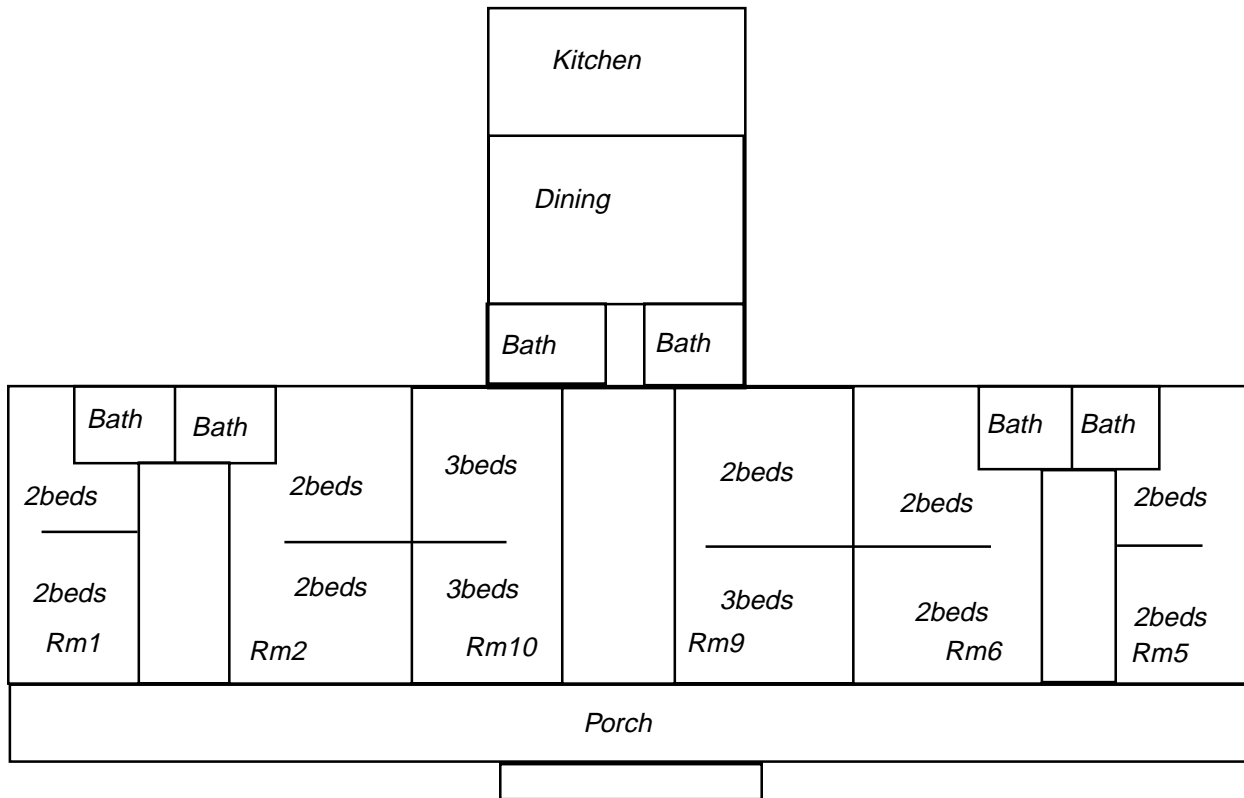 Kitchen
Dining
Bath Bath
Bath Bath Bath Bath
2beds 2beds 3beds 2beds 2beds 2beds
2beds 2beds 3beds 3beds 2beds 2beds
Rm1 Rm2 Rm10 Rm9 Rm6 Rm5
Porch